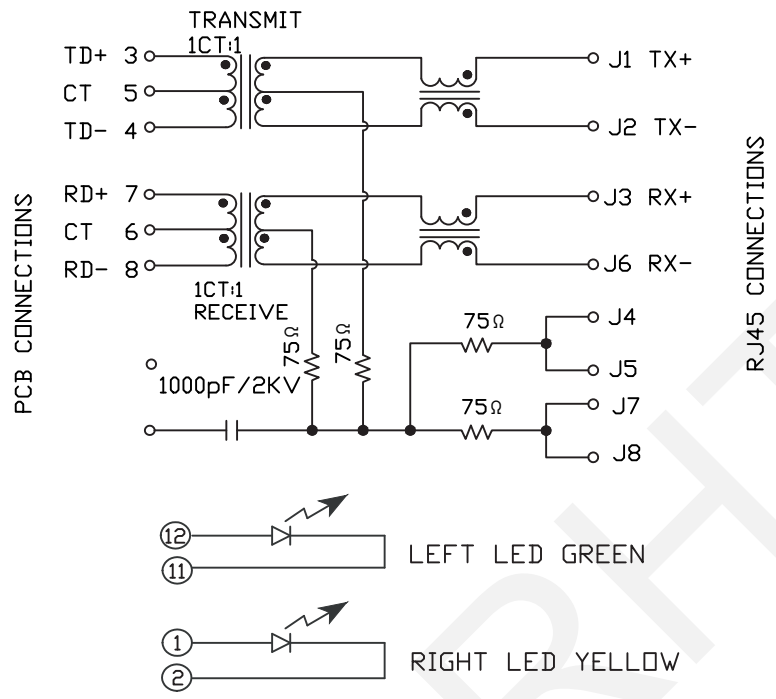 TRANSMIT
1CT:1
TD+ 3
CT 5
TD- 4
J1 TX+
J2 TX-
RD+ 7
CT 6
RD- 8
J3 RX+
J6 RX-
1CT:1
RECEIVE
PCB CONNECTIONS
RJ45 CONNECTIONS
75Ω
75Ω
75Ω
J4
J5
1000pF/2KV
75Ω
J7
J8
12
11
LEFT LED GREEN
1
2
RIGHT LED YELLOW